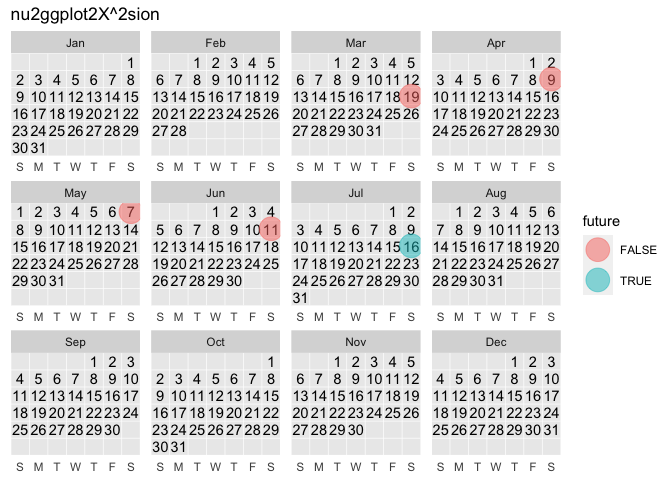 nu2ggplot2X^2sion
Jan Feb Mar Apr
1 1 2 3 4 5 1 2 3 4 5 1 2
2 3 4 5 6 7 8 6 7 8 9 10 11 12 6 7 8 9 10 11 12 3 4 5 6 7 8 9
9 10 11 12 13 14 15 13 14 15 16 17 18 19 13 14 15 16 17 18 19 10 11 12 13 14 15 16
16 17 18 19 20 21 22 20 21 22 23 24 25 26 20 21 22 23 24 25 26 17 18 19 20 21 22 23
23 24 25 26 27 28 29 27 28 27 28 29 30 31 24 25 26 27 28 29 30
30 31
S M T W T F S S M T W T F S S M T W T F S S M T W T F S
May Jun Jul Aug
1 2 3 4 5 6 7 1 2 3 4 1 2 1 2 3 4 5 6
8 9 10 11 12 13 14 5 6 7 8 9 10 11 3 4 5 6 7 8 9 7 8 9 10 11 12 13
15 16 17 18 19 20 21 12 13 14 15 16 17 18 10 11 12 13 14 15 16 14 15 16 17 18 19 20
22 23 24 25 26 27 28 19 20 21 22 23 24 25 17 18 19 20 21 22 23 21 22 23 24 25 26 27
29 30 31 26 27 28 29 30 24 25 26 27 28 29 30 28 29 30 31
31
S M T W T F S S M T W T F S S M T W T F S S M T W T F S
Sep Oct Nov Dec
1 2 3 1 1 2 3 4 5 1 2 3
4 5 6 7 8 9 10 2 3 4 5 6 7 8 6 7 8 9 10 11 12 4 5 6 7 8 9 10
11 12 13 14 15 16 17 9 10 11 12 13 14 15 13 14 15 16 17 18 19 11 12 13 14 15 16 17
18 19 20 21 22 23 24 16 17 18 19 20 21 22 20 21 22 23 24 25 26 18 19 20 21 22 23 24
25 26 27 28 29 30 23 24 25 26 27 28 29 27 28 29 30 25 26 27 28 29 30 31
30 31
S M T W T F S S M T W T F S S M T W T F S S M T W T F S
future
FALSE
TRUE